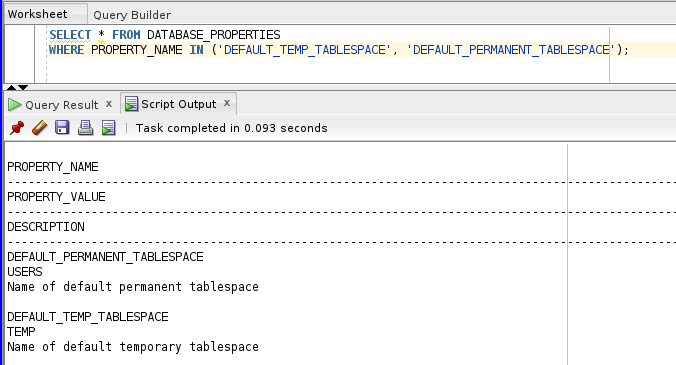 Worksheet Query Builder
SELECT * FROM DATABASE_PROPERTIES
WHERE PROPERTY_NAME IN ('DEFAULT_TEMP_TABLESPACE', 'DEFAULT_PERMANENT_TABLESPACE');
Query Result x Script Output x
Task completed in 0.093 seconds
PROPERTY_NAME
--------------------------------------------------------------------------------
PROPERTY_VALUE
--------------------------------------------------------------------------------
DESCRIPTION
--------------------------------------------------------------------------------
DEFAULT_PERMANENT_TABLESPACE
USERS
Name of default permanent tablespace
DEFAULT_TEMP_TABLESPACE
TEMP
Name of default temporary tablespace